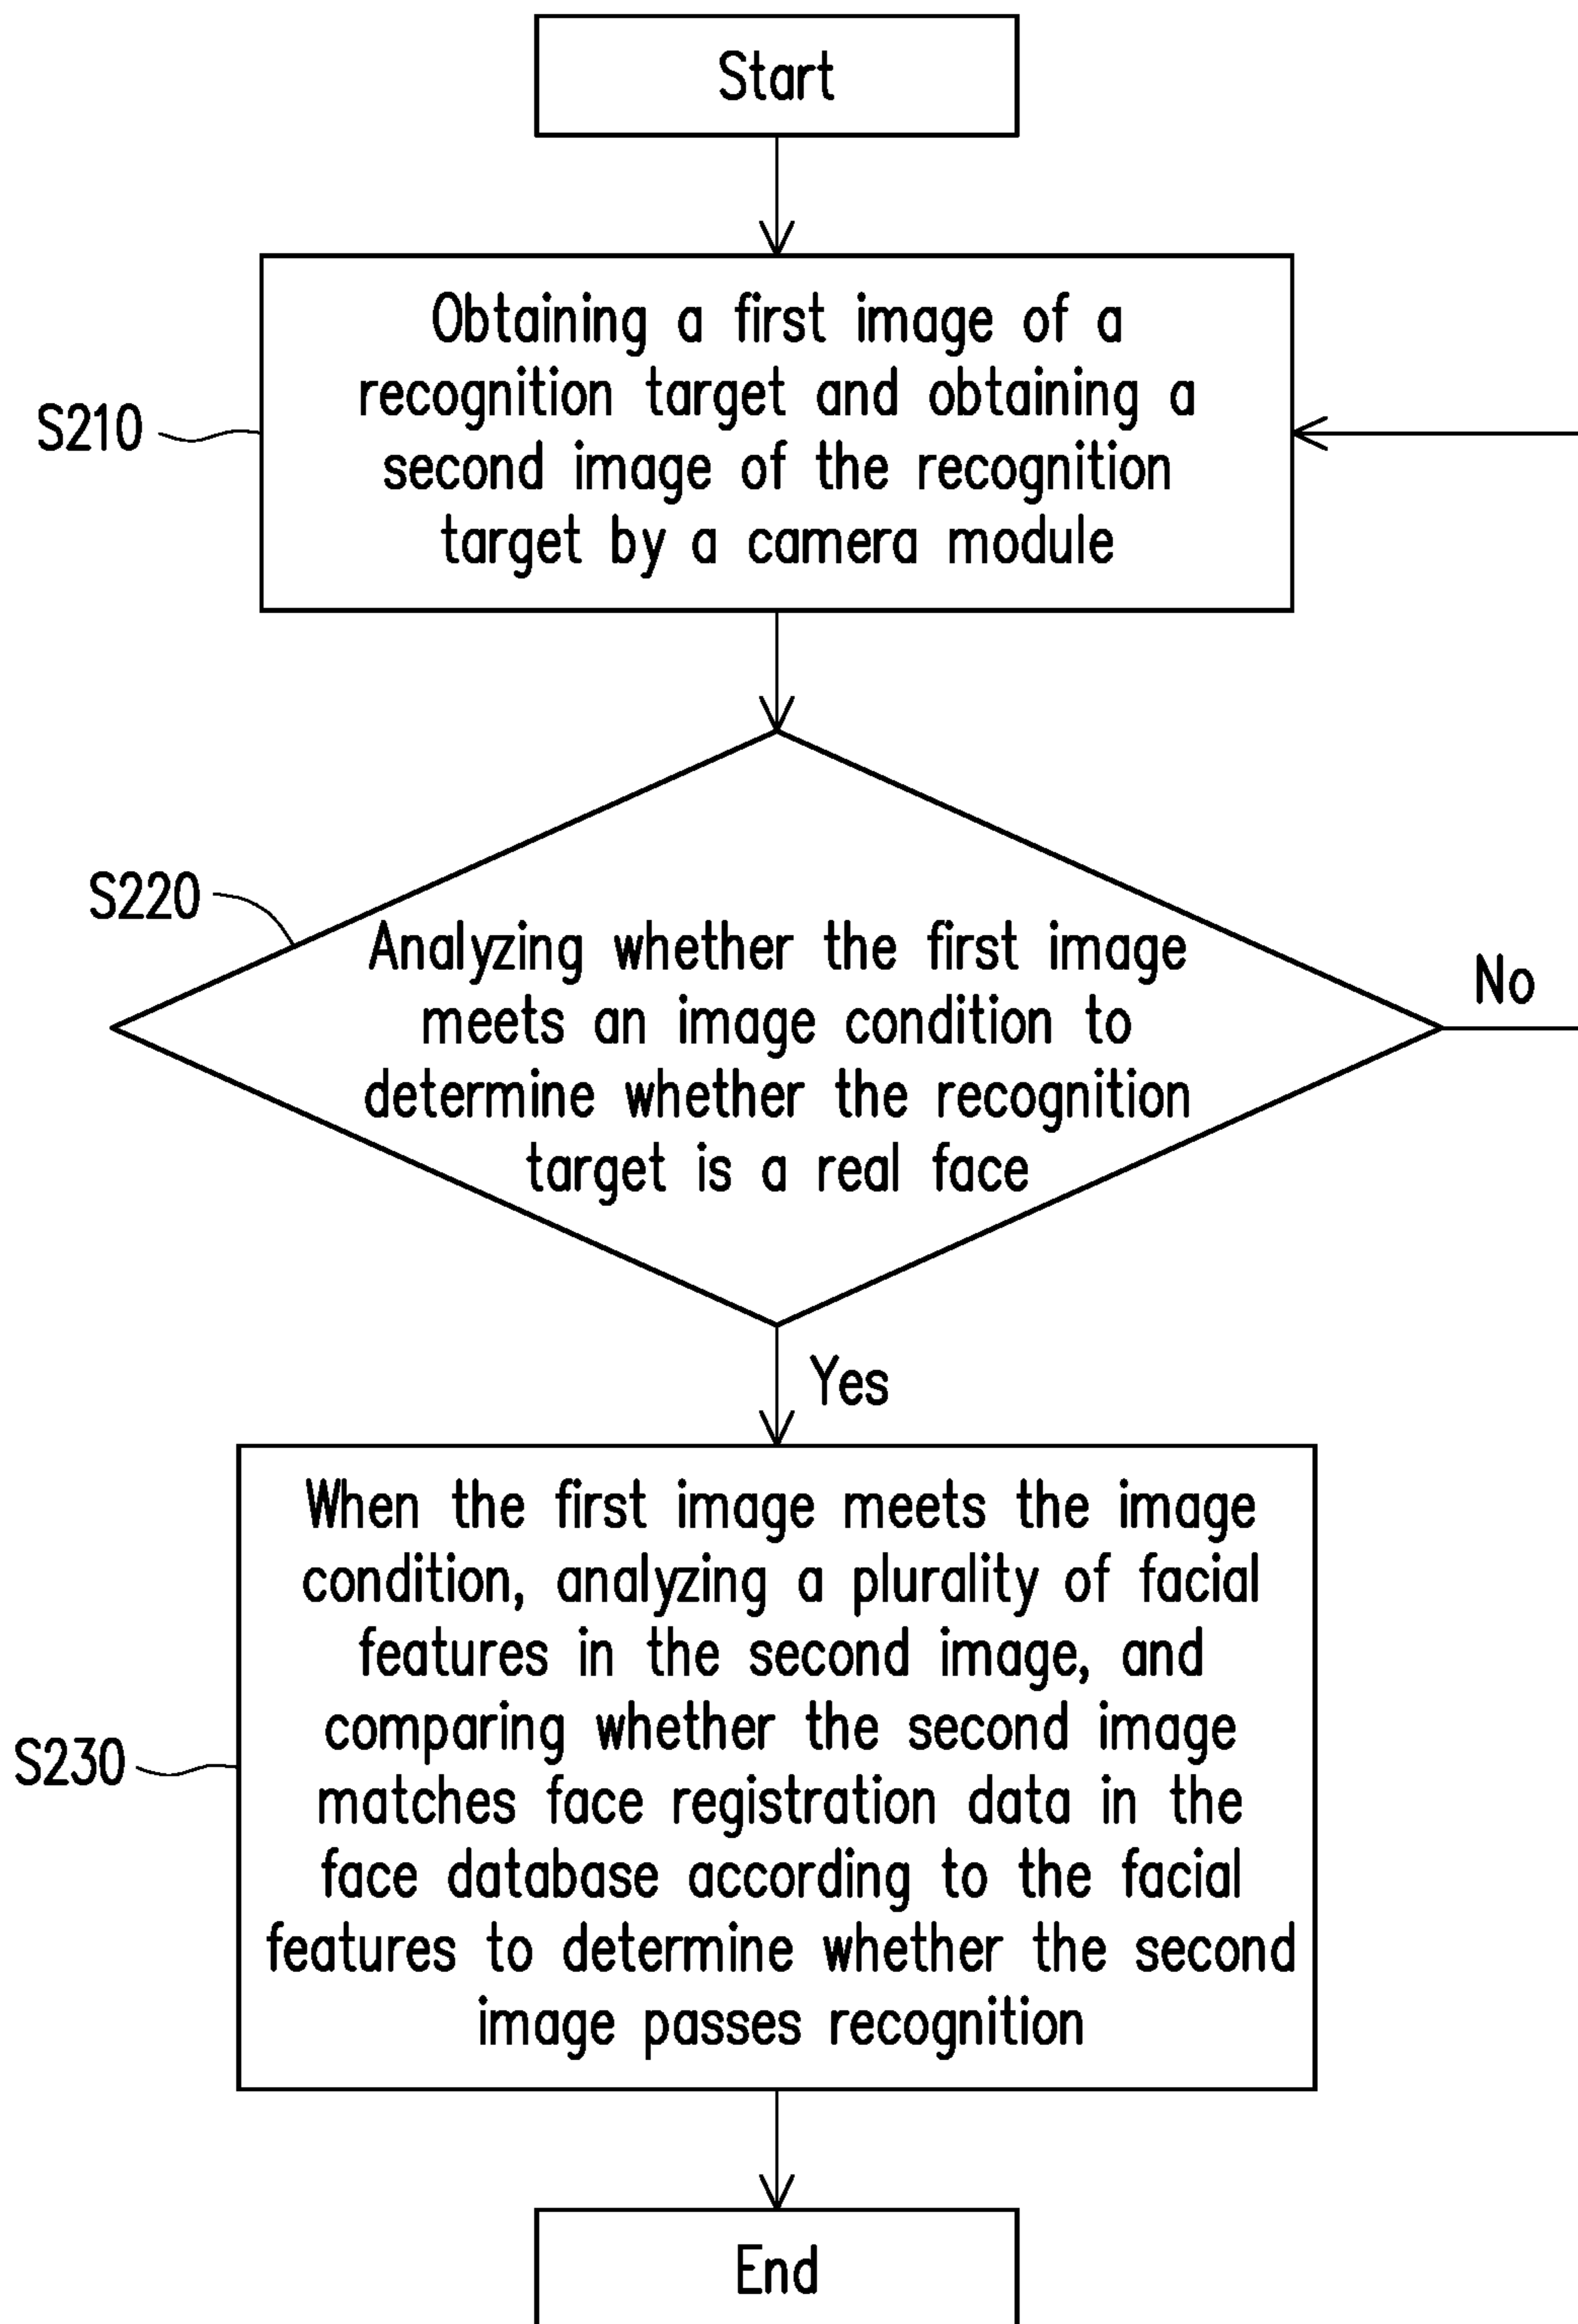 Start
Obtaining a first image of a
recognition target and obtaining a
second image of the recognition
target by a camera module
S210
S220
Analyzing whether the first image
meets an image condition to
determine whether the recognition
target is a real face
No
Yes
When the first image meets the image
condition, analyzing a plurality of facial
features in the second image, and
comparing whether the second image
matches face registration data in the
face database according to the facial
features to determine whether the second
image passes recognition
S230
End